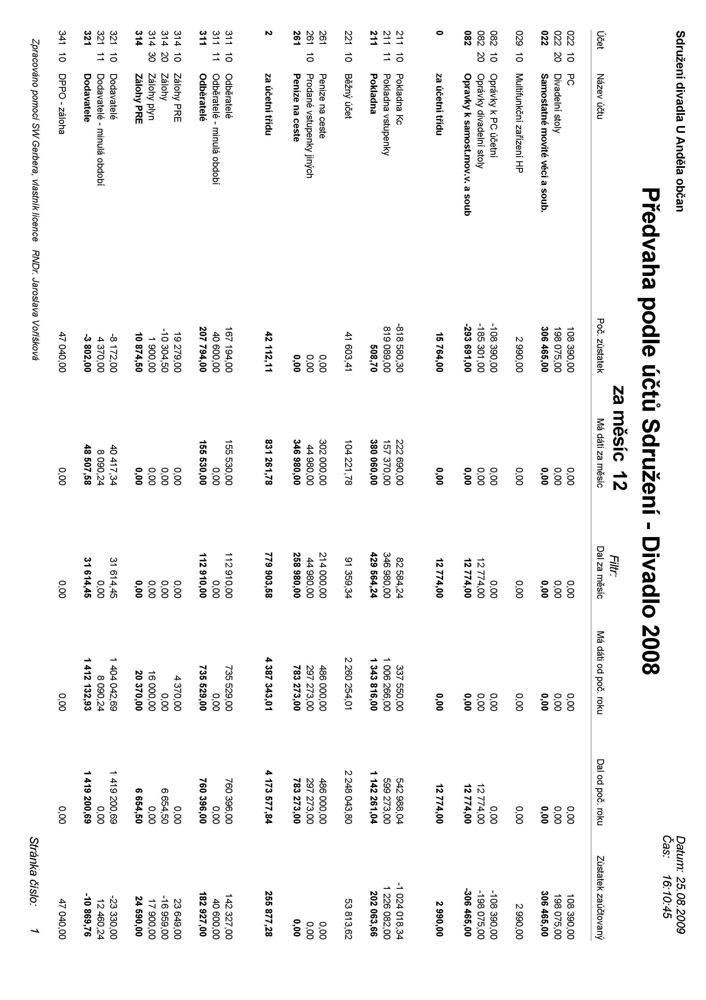 Sdružení divadla U Anděla občan
Datum: 25.08.2009
Čas: 16:10:45
Předvaha podle účtů Sdružení - Divadlo 2008
za měsíc 12
Filtr:
Účet Název účtu Poč. zůstatek Má dáti za měsíc Dal za měsíc Má dáti od poč. roku Dal od poč. roku Zůstatek zaúčtovaný
022 10 PC 108 390,00 0,00 0,00 0,00 0,00 108 390,00
022 20 Divadelní stoly 198 075,00 0,00 0,00 0,00 0,00 198 075,00
022 Samostatné movité věci a soub. 306 465,00 0,00 0,00 0,00 0,00 306 465,00
029 10 Multifunkční zařízení HP 2 990,00 0,00 0,00 0,00 0,00 2 990,00
082 10 Oprávky k PC účetní -108 390,00 0,00 0,00 0,00 0,00 -108 390,00
082 20 Oprávky divadelní stoly -185 301,00 0,00 12 774,00 0,00 12 774,00 -198 075,00
082 Opravky k samost.mov.v. a soub -293 691,00 0,00 12 774,00 0,00 12 774,00 -306 465,00
0 za účetní třídu 15 764,00 0,00 12 774,00 0,00 12 774,00 2 990,00
211 10 Pokladna Kc -818 580,30 222 690,00 82 584,24 337 550,00 542 988,04 -1 024 018,34
211 11 Pokladna vstupenky 819 089,00 157 370,00 346 980,00 1 006 266,00 599 273,00 1 226 082,00
211 Pokladna 508,70 380 060,00 429 564,24 1 343 816,00 1 142 261,04 202 063,66
221 10 Běžný účet 41 603,41 104 221,78 91 359,34 2 260 254,01 2 248 043,80 53 813,62
261 Penize na ceste 0,00 302 000,00 214 000,00 486 000,00 486 000,00 0,00
261 10 Prodané vstupenky jiných 0,00 44 980,00 44 980,00 297 273,00 297 273,00 0,00
261 Penize na ceste 0,00 346 980,00 258 980,00 783 273,00 783 273,00 0,00
2 za účetní třídu 42 112,11 831 261,78 779 903,58 4 387 343,01 4 173 577,84 255 877,28
311 10 Odběratelé 167 194,00 155 530,00 112 910,00 735 529,00 760 396,00 142 327,00
311 11 Odběratelé - minulá období 40 600,00 0,00 0,00 0,00 0,00 40 600,00
311 Odběratelé 207 794,00 155 530,00 112 910,00 735 529,00 760 396,00 182 927,00
314 10 Zálohy PRE 19 279,00 0,00 0,00 4 370,00 0,00 23 649,00
314 20 Zálohy -10 304,50 0,00 0,00 0,00 6 654,50 -16 959,00
314 30 Zálohy plyn 1 900,00 0,00 0,00 16 000,00 0,00 17 900,00
314 Zálohy PRE 10 874,50 0,00 0,00 20 370,00 6 654,50 24 590,00
321 10 Dodavatelé -8 172,00 40 417,34 31 614,45 1 404 042,69 1 419 200,69 -23 330,00
321 11 Dodavatelé - minulá období 4 370,00 8 090,24 0,00 8 090,24 0,00 12 460,24
321 Dodavatele -3 802,00 48 507,58 31 614,45 1 412 132,93 1 419 200,69 -10 869,76
341 10 DPPO - záloha 47 040,00 0,00 0,00 0,00 0,00 47 040,00
Zpracováno pomocí SW Gerbera, vlastník licence RNDr. Jaroslava Voříšková
Stránka číslo: 1